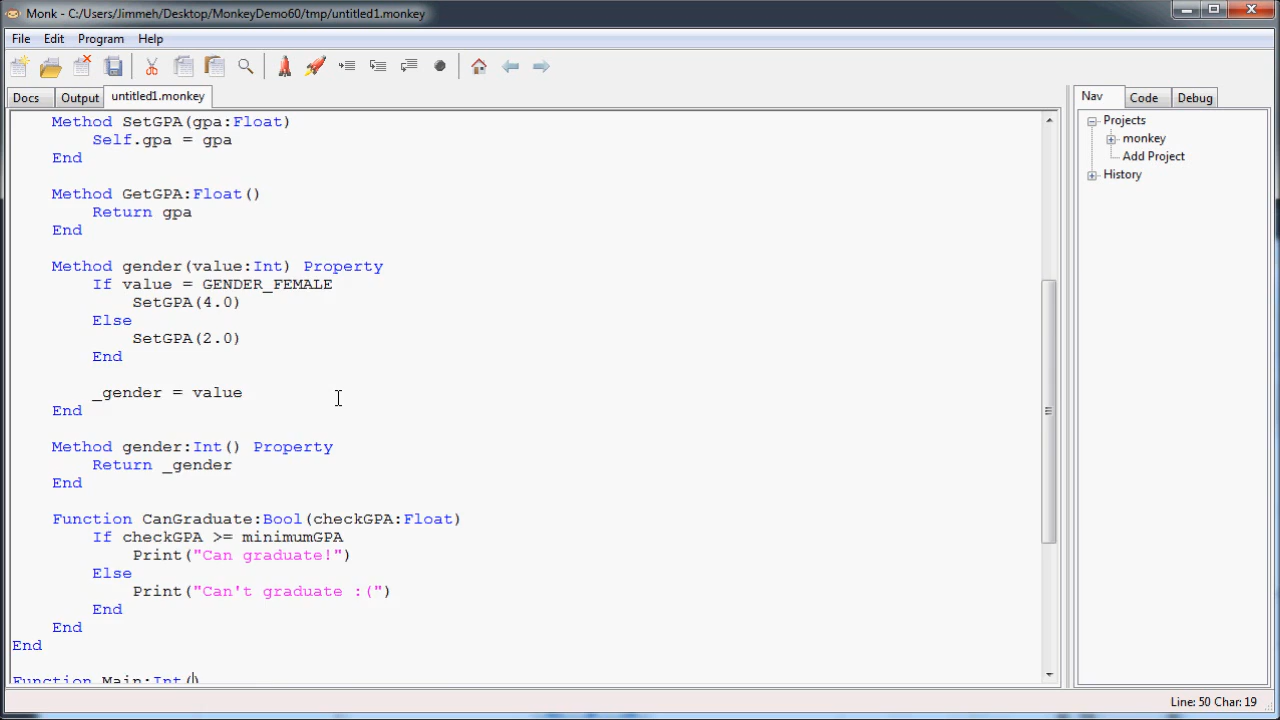 Monk - C:/Users/Jimmeh/Desktop/MonkeyDemo60/tmp/untitled1.monkey
File Edit Program Help
Docs Output untitled1.monkey
Nav Code Debug
Method SetGPA(gpa:Float)
Self.gpa = gpa
End
Method GetGPA:Float()
Return gpa
End
Method gender(value:Int) Property
If value = GENDER_FEMALE
SetGPA(4.0)
Else
SetGPA(2.0)
End
_gender = value
End
Method gender:Int() Property
Return _gender
End
Function CanGraduate:Bool(checkGPA:Float)
If checkGPA >= minimumGPA
Print("Can graduate!")
Else
Print("Can't graduate :(")
End
End
End
Function Main:Int()
Projects
monkey
Add Project
History
Line: 50 Char: 19